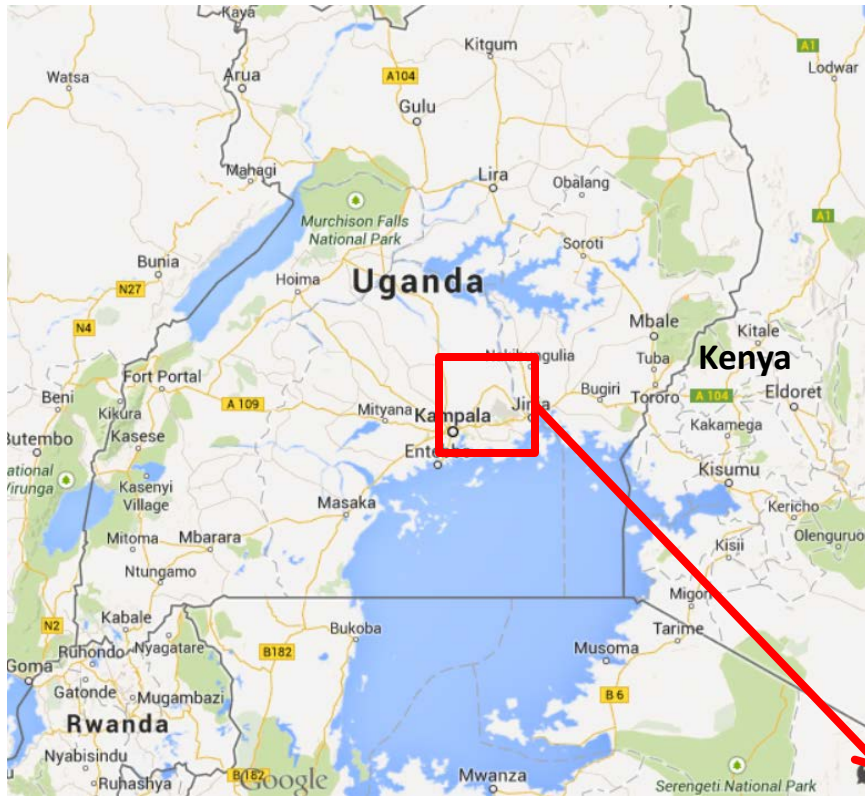 Kaya
Kitgum
A1
Watsa
Arua
A104
Lodwar
Gulu
Mahagi
Lira
Obalang
Murchison Falls
National Park
A1
Soroti
Bunia
N27
Hoima
Uganda
N4
Mbale
Kitale
Kenya
Tuba
Beni
Fort Portal
A 109
Mityana
Kampala
Bugiri
Tororo
A 104
Eldoret
Kikura
Butembo
Kasese
Kakamega
Kasenyi
Village
Kisumu
Masaka
Kericho
Mitoma
Mbarara
Kisii
Olenguruo
Ntungamo
Migori
N2
Kabale
Bukoba
Tarime
Ruhondo
Nyagatare
B182
Musoma
Goma
Gatonde
Mugambazi
B 6
Rwanda
Nyabisindu
Ruhashya
B 182
Google
Mwanza
Serengeti National Park